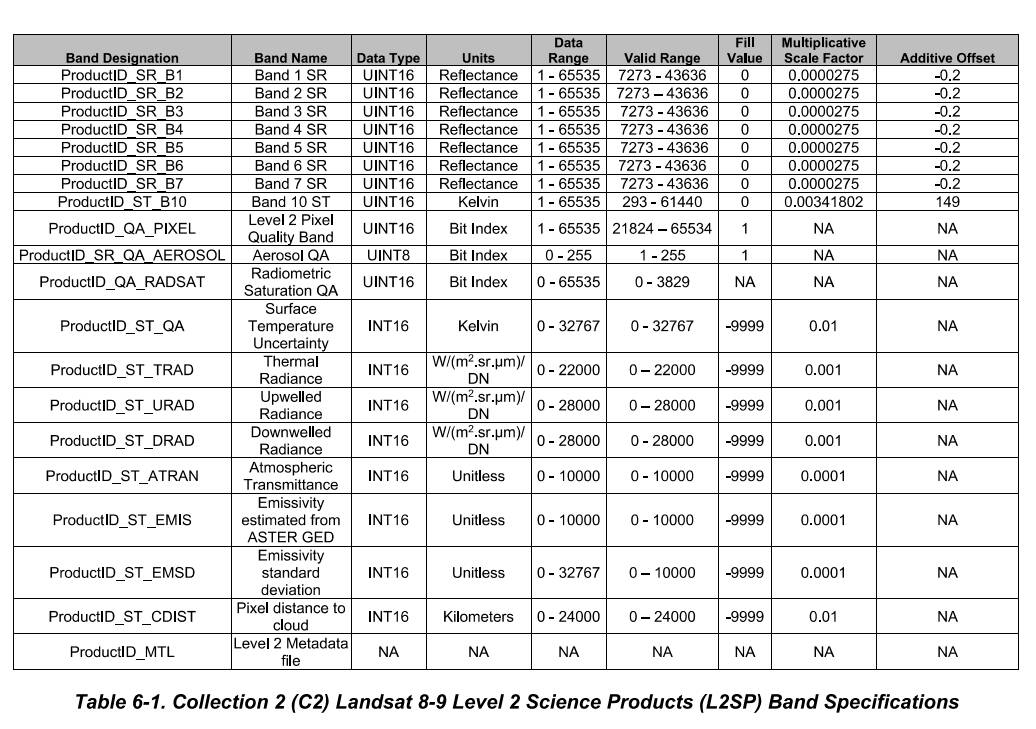 Band Designation Band Name Data Type Units Data Range Valid Range Fill Value Multiplicative Scale Factor Additive Offset
ProductID_SR_B1 Band 1 SR UINT16 Reflectance 1 - 65535 7273 - 43636 0 0.0000275 -0.2
ProductID_SR_B2 Band 2 SR UINT16 Reflectance 1 - 65535 7273 – 43636 0 0.0000275 -0.2
ProductID_SR_B3 Band 3 SR UINT16 Reflectance 1 - 65535 7273 - 43636 0 0.0000275 -0.2
ProductID_SR_B4 Band 4 SR UINT16 Reflectance 1 - 65535 7273 - 43636 0 0.0000275 -0.2
ProductID_SR_B5 Band 5 SR UINT16 Reflectance 1 - 65535 7273 - 43636 0 0.0000275 -0.2
ProductID_SR_B6 Band 6 SR UINT16 Reflectance 1 - 65535 7273 - 43636 0 0.0000275 -0.2
ProductID_SR_B7 Band 7 SR UINT16 Reflectance 1 - 65535 7273 - 43636 0 0.0000275 -0.2
ProductID_ST_B10 Band 10 ST UINT16 Kelvin 1 - 65535 293 - 61440 0 0.00341802 149
ProductID_QA_PIXEL Level 2 Pixel Quality Band UINT16 Bit Index 1 - 65535 21824 – 65534 1 NA NA
ProductID_SR_QA_AEROSOL Aerosol QA UINT8 Bit Index 0 - 255 1 - 255 1 NA NA
ProductID_QA_RADSAT Radiometric Saturation QA UINT16 Bit Index 0 - 65535 0 - 3829 NA NA NA
ProductID_ST_QA Surface Temperature Uncertainty INT16 Kelvin 0 - 32767 0 - 32767 -9999 0.01 NA
ProductID_ST_TRAD Thermal Radiance INT16 W/(m².sr.µm)/ DN 0 - 22000 0 – 22000 -9999 0.001 NA
ProductID_ST_URAD Upwelled Radiance INT16 W/(m².sr.µm)/ DN 0 - 28000 0 – 28000 -9999 0.001 NA
ProductID_ST_DRAD Downwelled Radiance INT16 W/(m².sr.µm)/ DN 0 - 28000 0 – 28000 -9999 0.001 NA
ProductID_ST_ATRAN Atmospheric Transmittance INT16 Unitless 0 - 10000 0 - 10000 -9999 0.0001 NA
ProductID_ST_EMIS Emissivity estimated from ASTER GED INT16 Unitless 0 - 10000 0 - 10000 -9999 0.0001 NA
ProductID_ST_EMSD Emissivity standard deviation INT16 Unitless 0 - 32767 0 – 10000 -9999 0.0001 NA
ProductID_ST_CDIST Pixel distance to cloud INT16 Kilometers 0 - 24000 0 – 24000 -9999 0.01 NA
ProductID_MTL Level 2 Metadata file NA NA NA NA NA NA NA
Table 6-1. Collection 2 (C2) Landsat 8-9 Level 2 Science Products (L2SP) Band Specifications